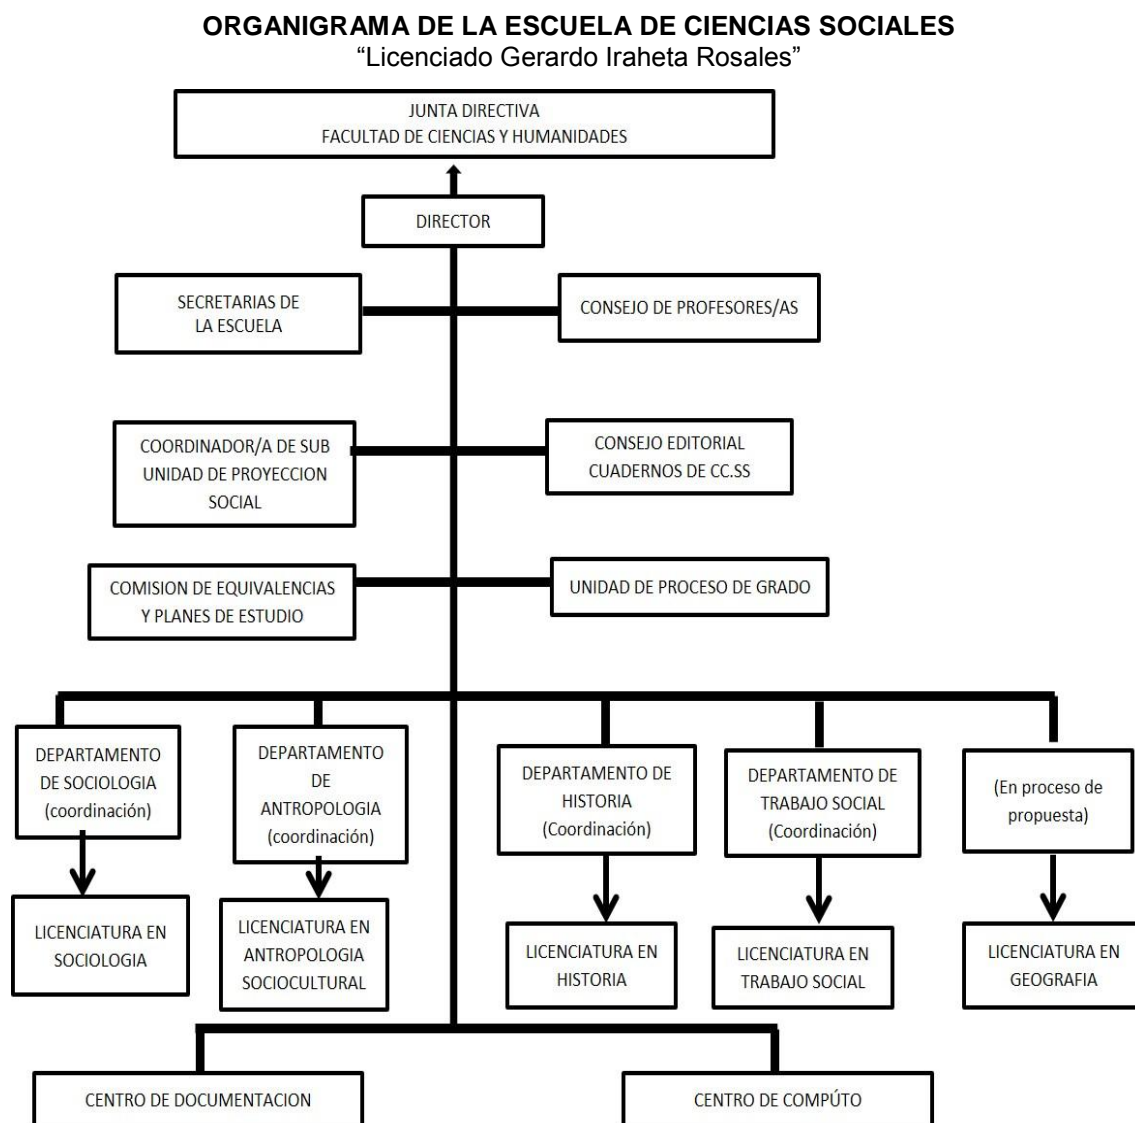 ORGANIGRAMA DE LA ESCUELA DE CIENCIAS SOCIALES
“Licenciado Gerardo Iraheta Rosales”
JUNTA DIRECTIVA
FACULTAD DE CIENCIAS Y HUMANIDADES
DIRECTOR
SECRETARIAS DE
LA ESCUELA
CONSEJO DE PROFESORES/AS
COORDINADOR/A DE SUB
UNIDAD DE PROYECCION
SOCIAL
CONSEJO EDITORIAL
CUADERNOS DE CC.SS
COMISION DE EQUIVALENCIAS
Y PLANES DE ESTUDIO
UNIDAD DE PROCESO DE GRADO
DEPARTAMENTO
DE SOCIOLOGIA
(coordinación)
DEPARTAMENTO
DE
ANTROPOLOGIA
(coordinación)
DEPARTAMENTO DE
HISTORIA
(Coordinación)
DEPARTAMENTO DE
TRABAJO SOCIAL
(Coordinación)
(En proceso de
propuesta)
LICENCIATURA EN
SOCIOLOGIA
LICENCIATURA EN
ANTROPOLOGIA
SOCIOCULTURAL
LICENCIATURA EN
HISTORIA
LICENCIATURA EN
TRABAJO SOCIAL
LICENCIATURA EN
GEOGRAFIA
CENTRO DE DOCUMENTACION
CENTRO DE COMPÚTO